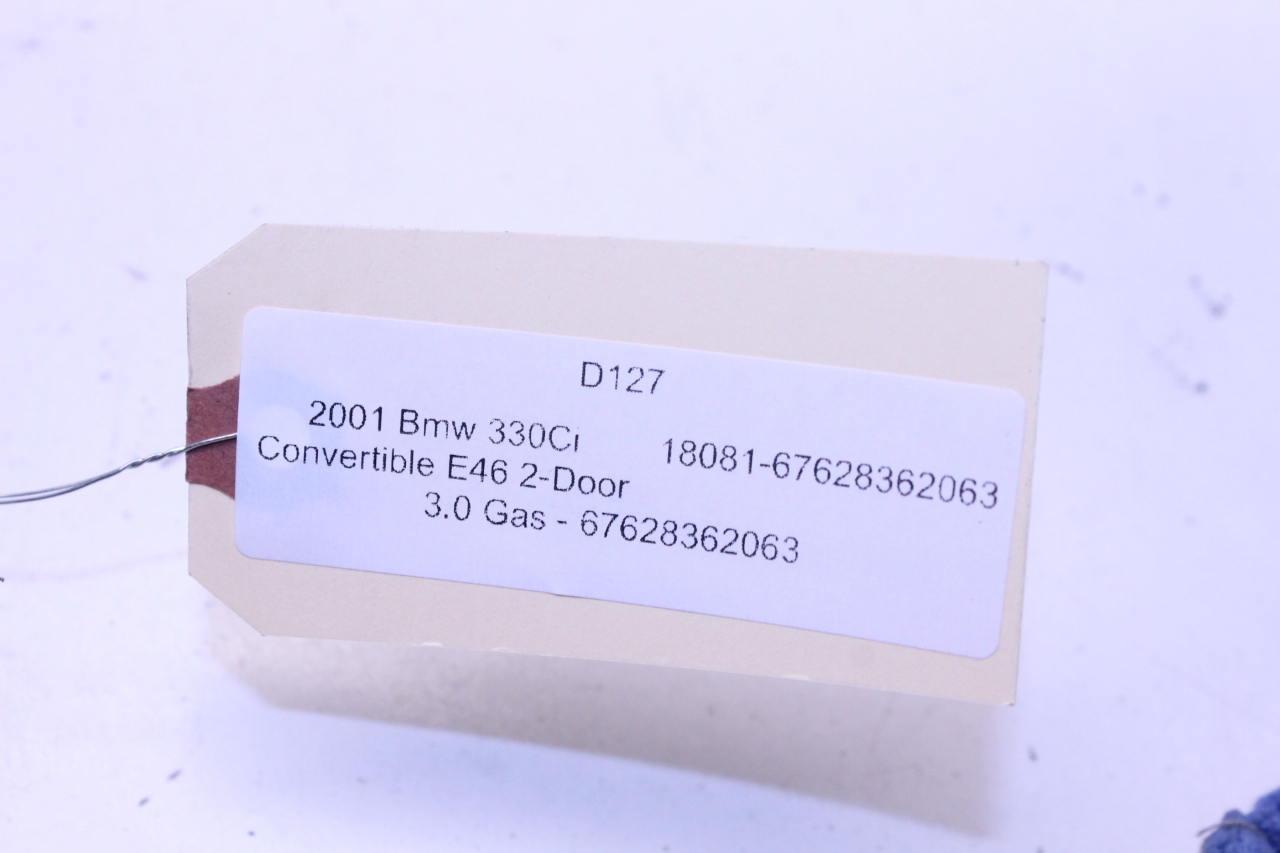 D127
2001 Bmw 330Ci 18081-67628362063
Convertible E46 2-Door
3.0 Gas - 67628362063